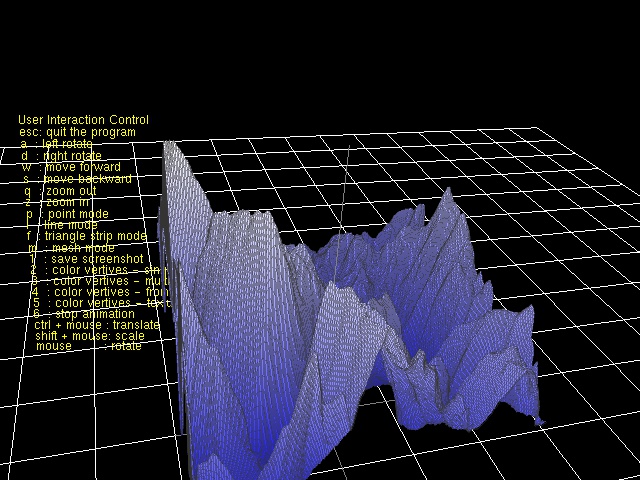 User Interaction Control
esc: quit the program
a : left rotate
d : right rotate
w : move forward
s : move backward
q : zoom out
z : zoom in
p : point mode
l : line mode
f : triangle strip mode
m : mesh mode
1 : save screenshot
2 : color vertives -
3 : color vertives -
4 : color vertives -
5 : color vertives -
6 : stop animation
ctrl + mouse : translate
shift + mouse: scale
mouse : rotate